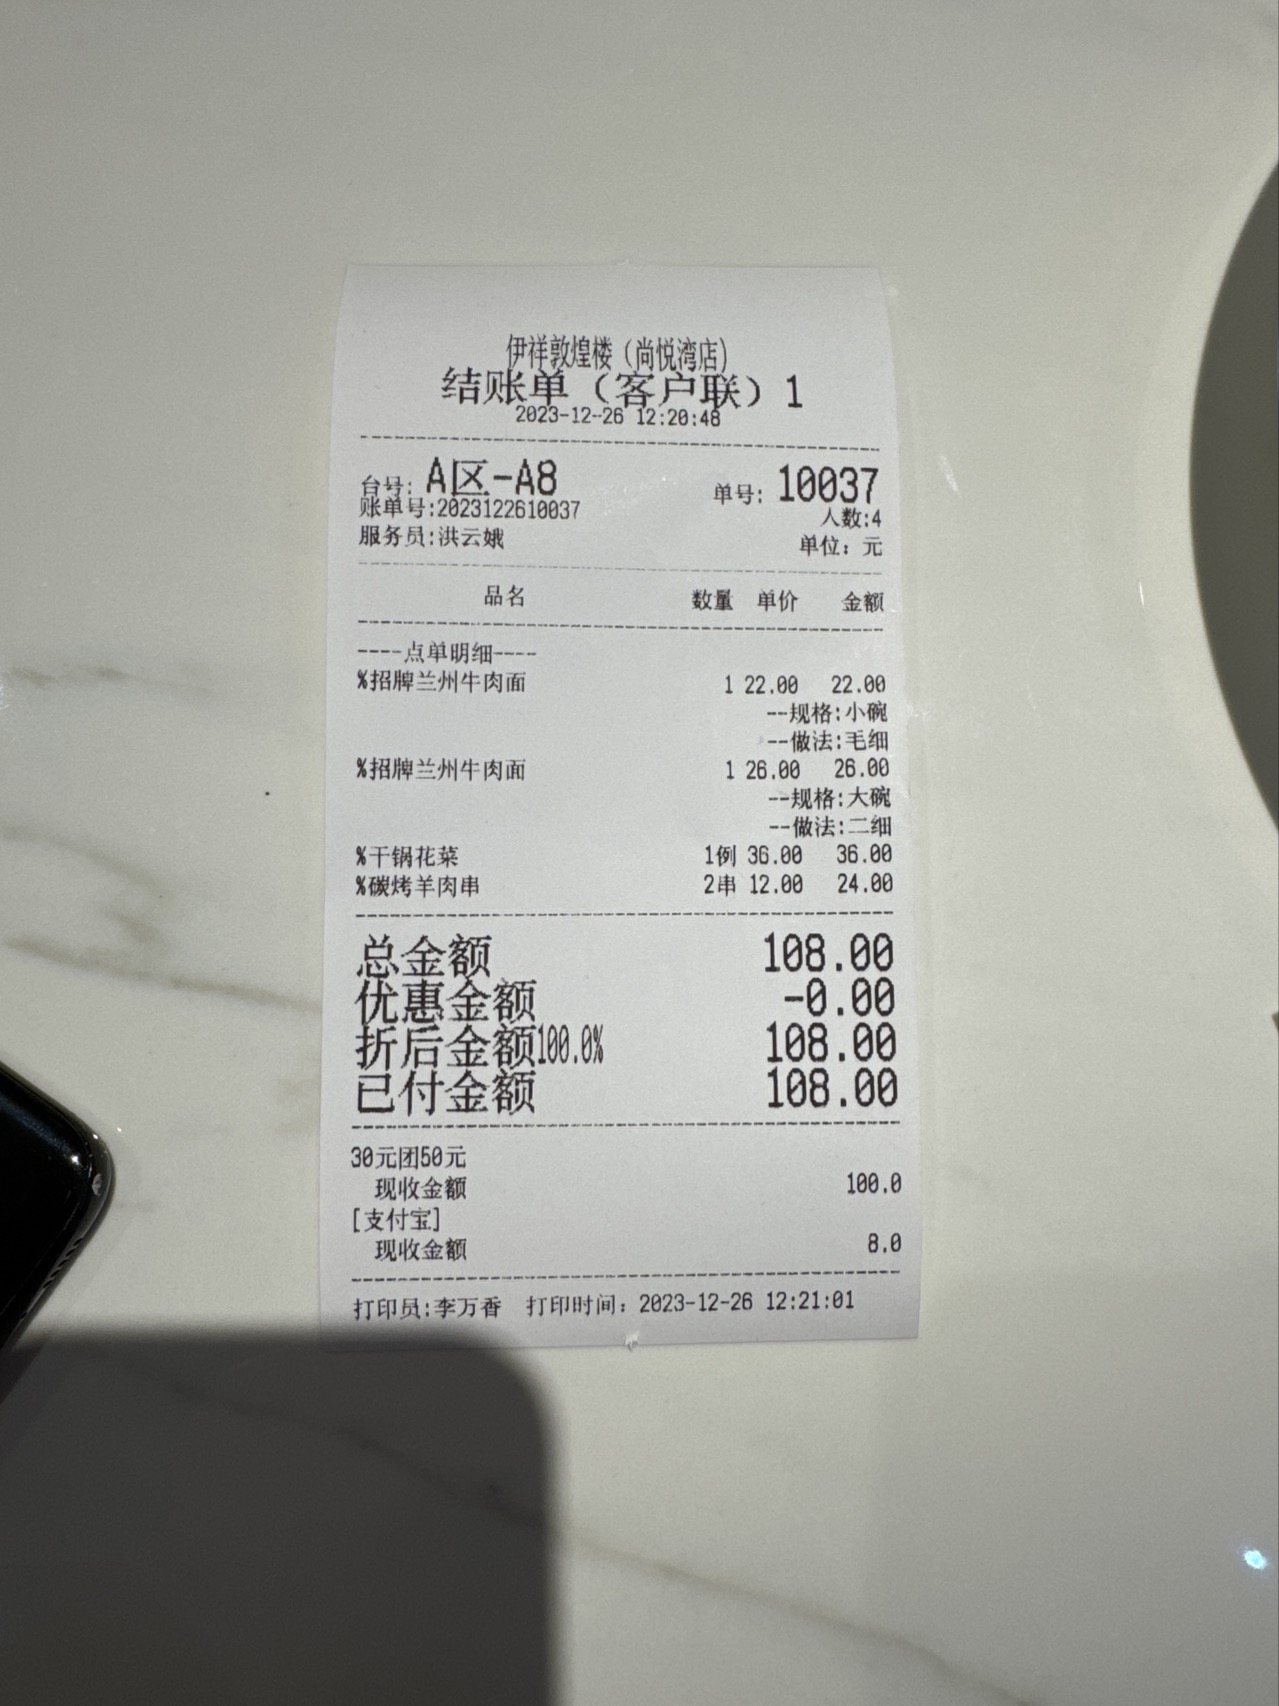 伊祥敦煌楼（尚悦湾店）
结账单（客户联）1
2023-12-26 12:20:48
台号: A区-A8 单号: 10037
账单号:2023122610037 人数:4
服务员:洪云娥 单位: 元
品名 数量 单价 金额
----点单明细----
%招牌兰州牛肉面 1 22.00 22.00
--规格:小碗
--做法:毛细
%招牌兰州牛肉面 1 26.00 26.00
--规格:大碗
--做法:二细
%干锅花菜 1例 36.00 36.00
%碳烤羊肉串 2串 12.00 24.00
总金额 108.00
优惠金额 -0.00
折后金额100.0% 108.00
已付金额 108.00
30元团50元
现收金额 100.0
[支付宝]
现收金额 8.0
打印员:李万香 打印时间: 2023-12-26 12:21:01